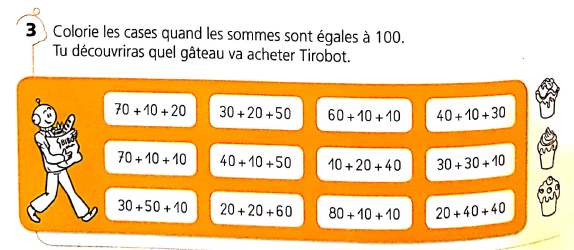 3 Colorie les cases quand les sommes sont égales à 100.
Tu découvriras quel gâteau va acheter Tirobot.
70 + 10 + 20 30 + 20 + 50 60 + 10 + 10 40 + 10 + 30
70 + 10 + 10 40 + 10 + 50 10 + 20 + 40 30 + 30 + 10
30 + 50 + 10 20 + 20 + 60 80 + 10 + 10 20 + 40 + 40